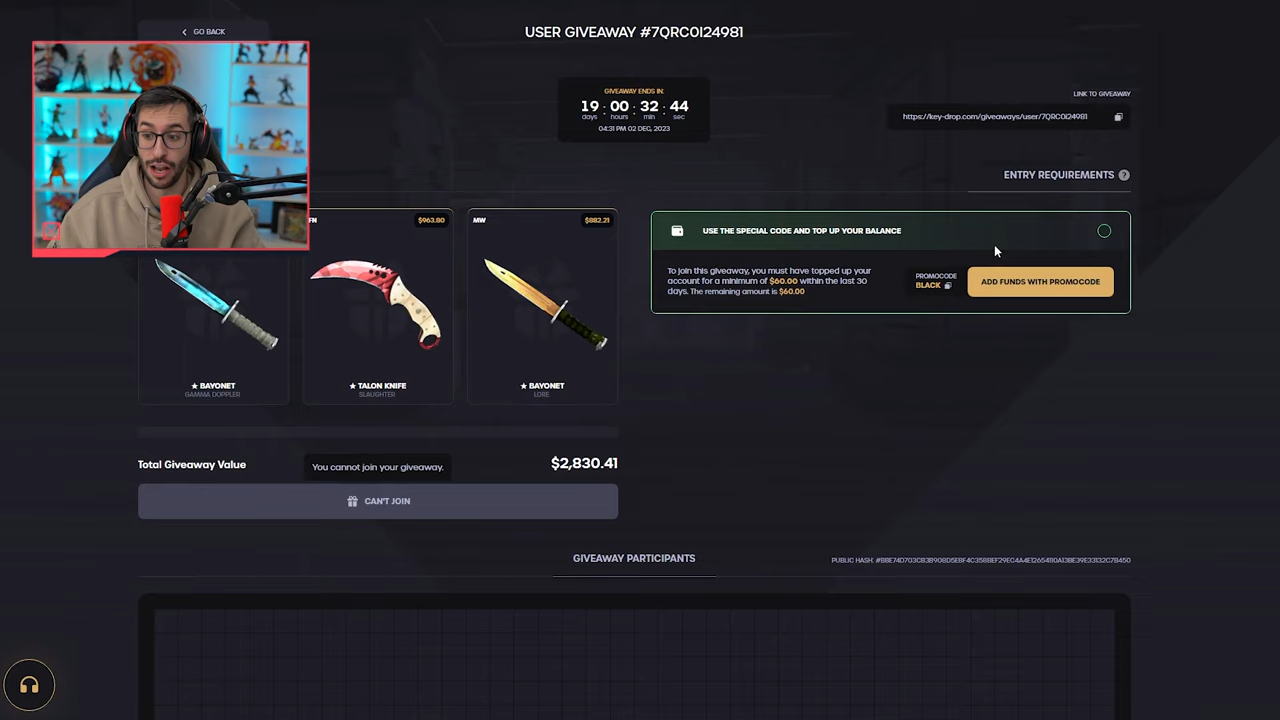 GO BACK
USER GIVEAWAY #7QRC0I24981
GIVEAWAY ENDS IN:
19 : 00 : 32 : 44
days hours min sec
04:31 PM 02 DEC, 2023
LINK TO GIVEAWAY
https://key-drop.com/giveaways/user/7QRC0I24981
ENTRY REQUIREMENTS ?
FN $963.80
MW $882.21
★ BAYONET
GAMMA DOPPLER
★ TALON KNIFE
SLAUGHTER
★ BAYONET
LORE
USE THE SPECIAL CODE AND TOP UP YOUR BALANCE
To join this giveaway, you must have topped up your
account for a minimum of $60.00 within the last 30
days. The remaining amount is $60.00
PROMOCODE
BLACK
ADD FUNDS WITH PROMOCODE
Total Giveaway Value
You cannot join your giveaway.
$2,830.41
CAN'T JOIN
GIVEAWAY PARTICIPANTS
PUBLIC HASH: